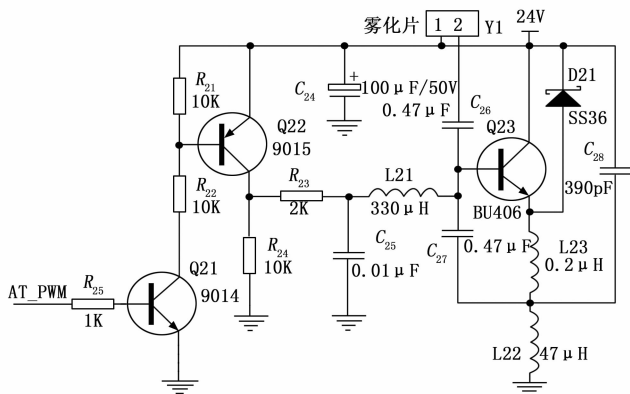 雾化片 1 2 Y1
24V
R21
10K
C24
+
100μF/50V
0.47μF
C26
D21
SS36
Q22
9015
Q23
C28
390pF
R22
10K
R23
2K
L21
330μH
BU406
R24
10K
C25
0.01μF
C27
0.47μF
L23
0.2μH
AT_PWM
R25
1K
Q21
9014
L22
47μH